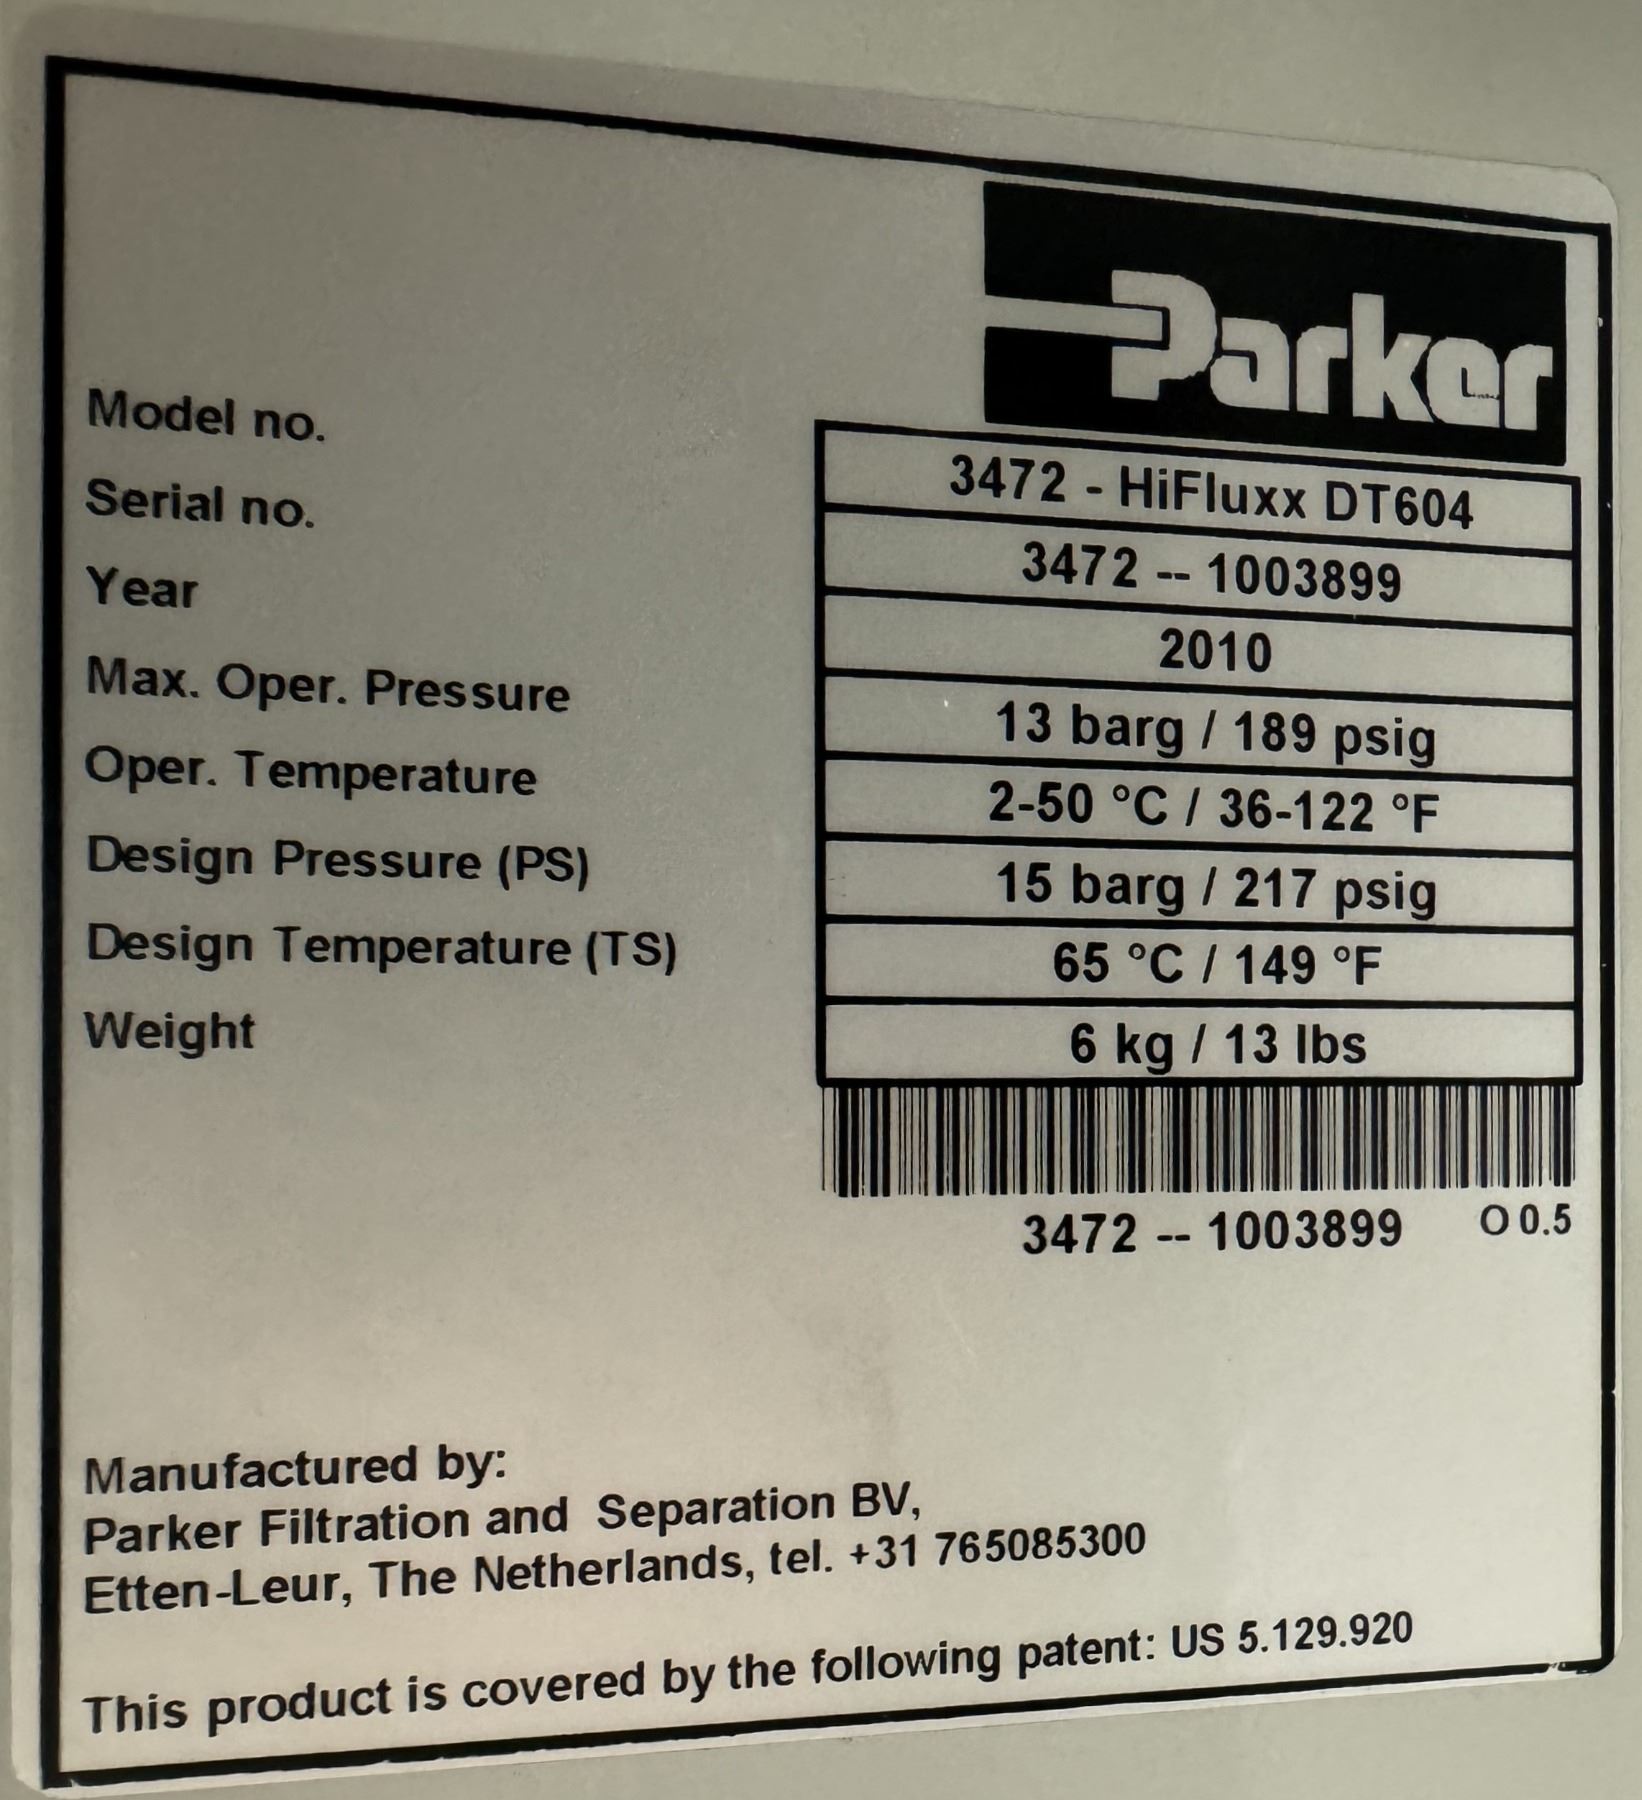 Parker
Model no. 3472 - HiFluxx DT604
Serial no. 3472 -- 1003899
Year 2010
Max. Oper. Pressure 13 barg / 189 psig
Oper. Temperature 2-50 °C / 36-122 °F
Design Pressure (PS) 15 barg / 217 psig
Design Temperature (TS) 65 °C / 149 °F
Weight 6 kg / 13 lbs
3472 -- 1003899 O 0.5
Manufactured by:
Parker Filtration and Separation BV,
Etten-Leur, The Netherlands, tel. +31 765085300
This product is covered by the following patent: US 5.129.920